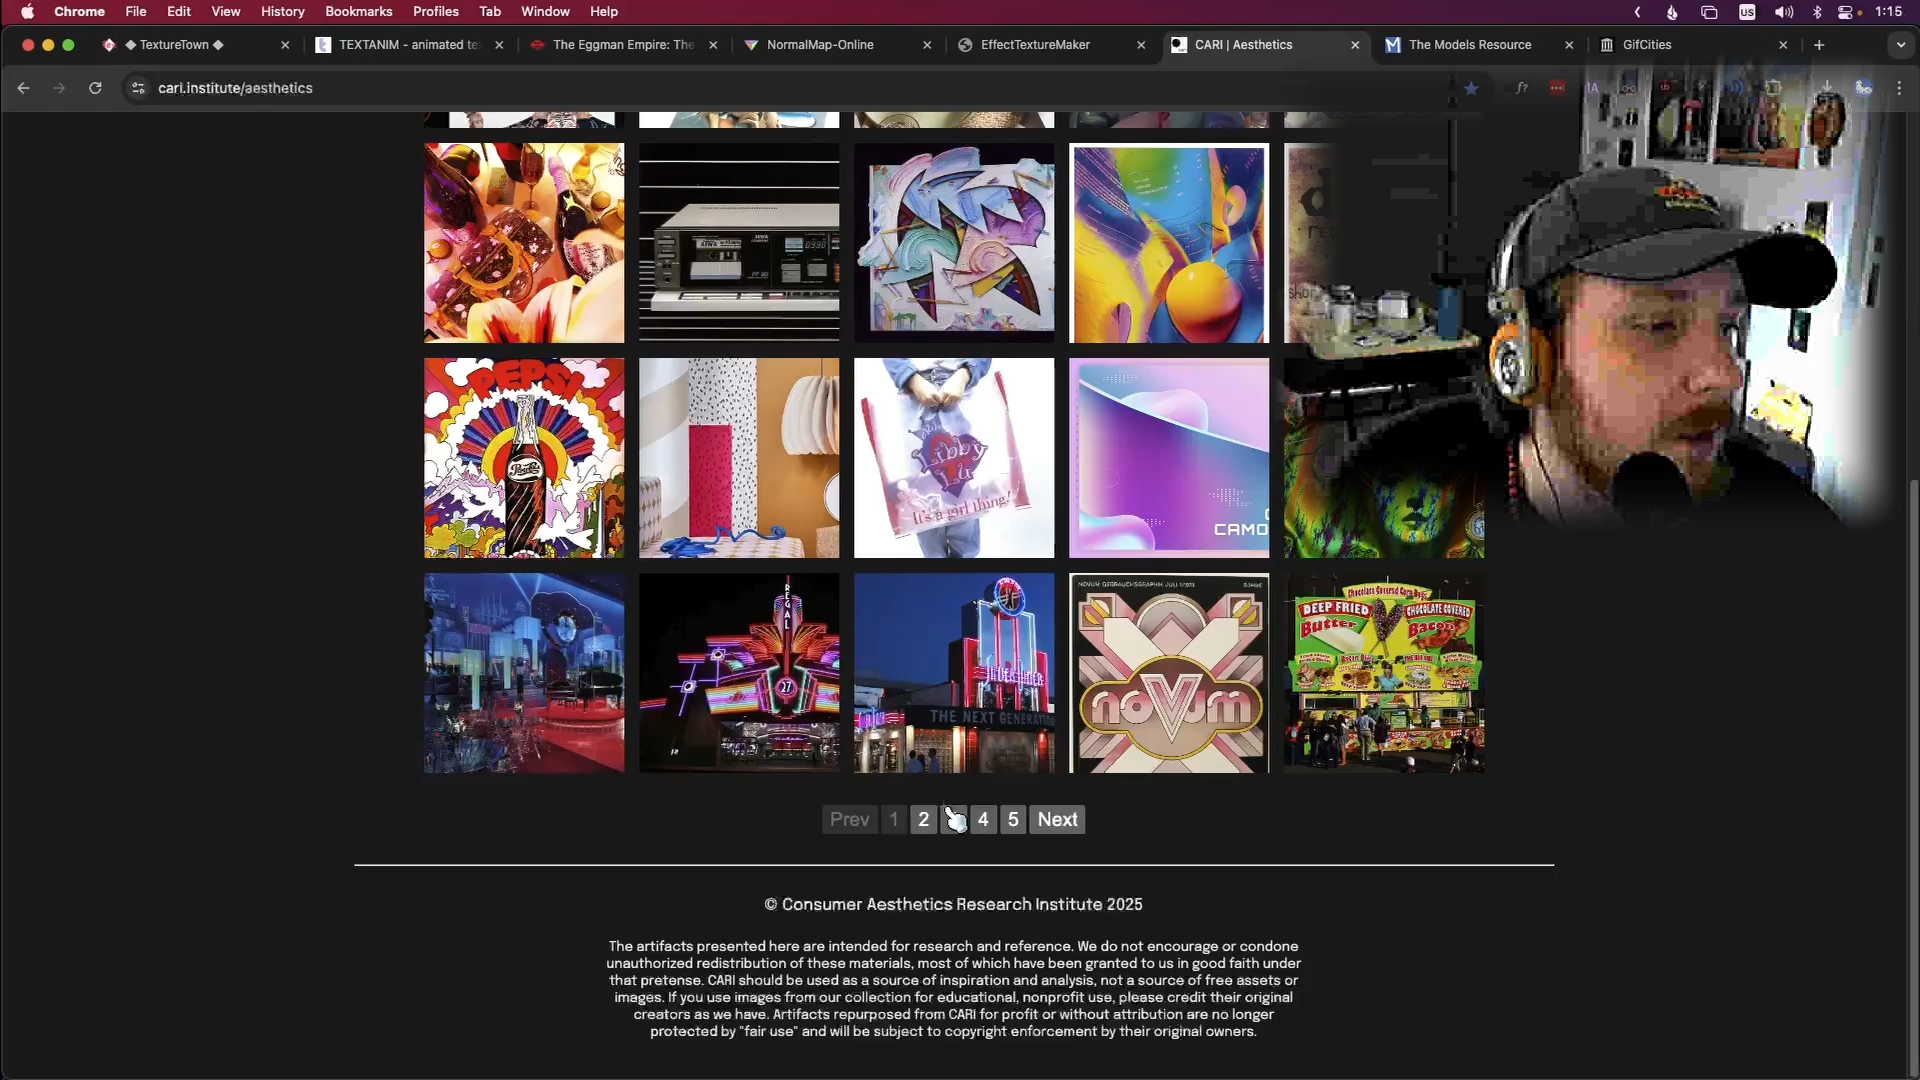 Chrome File Edit View History Bookmarks Profiles Tab Window Help US 1:15
◆ TextureTown ◆ TEXTANIM - animated te The Eggman Empire: The NormalMap-Online EffectTextureMaker CARI | Aesthetics The Models Resource GifCities
cari.institute/aesthetics
PEPSI
Libby Lu
It's a girl thing!
CAMO
REGAL
27
THE NEXT GENERATION
NOVUM GEBRAUCHSGRAPHIK JULI 1/1973
noVum
Chocolate Covered Corn Dogs
DEEP FRIED Butter
CHOCOLATE COVERED Bacon
Prev 1 2 4 5 Next
© Consumer Aesthetics Research Institute 2025
The artifacts presented here are intended for research and reference. We do not encourage or condone
unauthorized redistribution of these materials, most of which have been granted to us in good faith under
that pretense. CARI should be used as a source of inspiration and analysis, not a source of free assets or
images. If you use images from our collection for educational, nonprofit use, please credit their original
creators as we have. Artifacts repurposed from CARI for profit or without attribution are no longer
protected by "fair use" and will be subject to copyright enforcement by their original owners.